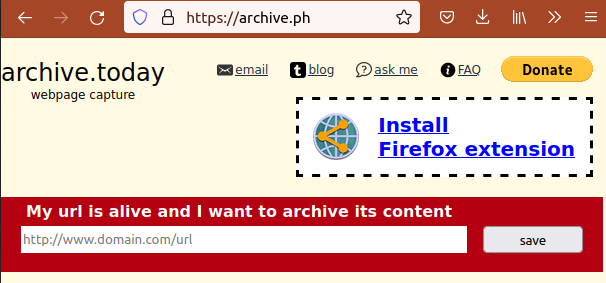 https://archive.ph
archive.today
webpage capture
email
blog
ask me
FAQ
Donate
Install
Firefox extension
My url is alive and I want to archive its content
http://www.domain.com/url
save